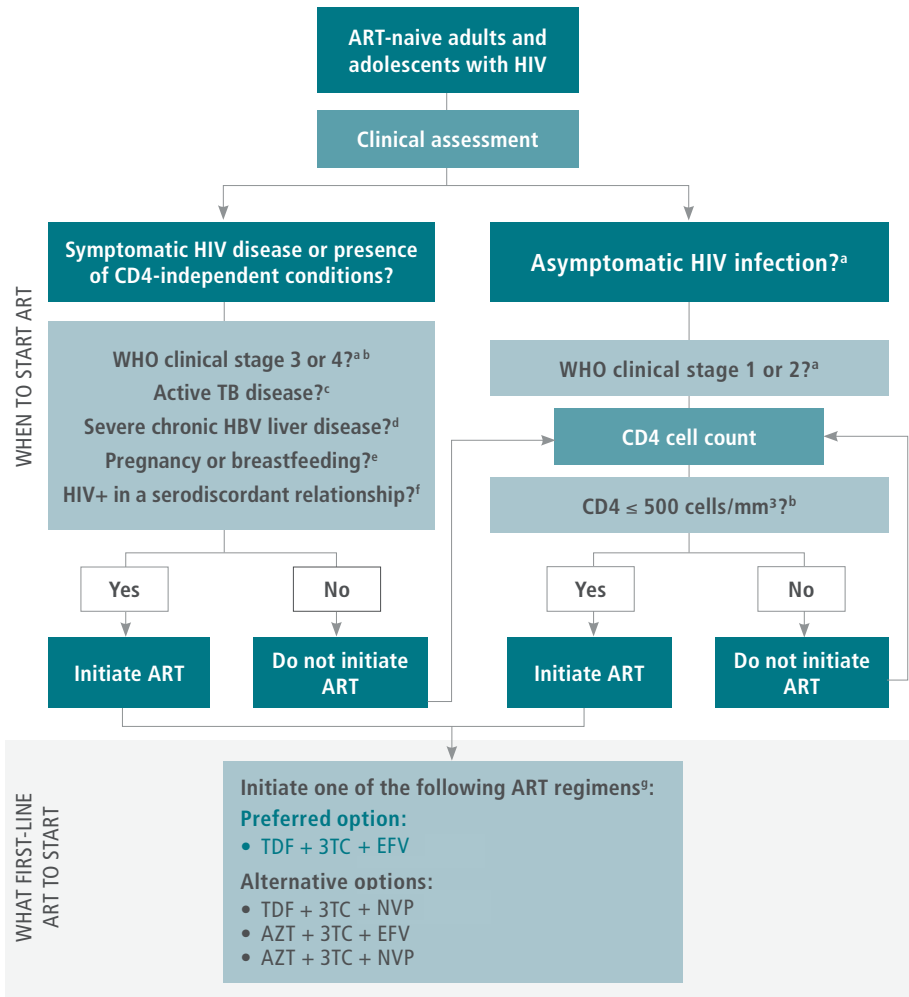 ART-naive adults and
adolescents with HIV
Clinical assessment
WHEN TO START ART
Symptomatic HIV disease or presence
of CD4-independent conditions?
WHO clinical stage 3 or 4?ᵃ ᵇ
Active TB disease?ᶜ
Severe chronic HBV liver disease?ᵈ
Pregnancy or breastfeeding?ᵉ
HIV+ in a serodiscordant relationship?ᶠ
Yes
No
Initiate ART
Do not initiate
ART
Asymptomatic HIV infection?ᵃ
WHO clinical stage 1 or 2?ᵃ
CD4 cell count
CD4 ≤ 500 cells/mm³?ᵇ
Yes
No
Initiate ART
Do not initiate
ART
WHAT FIRST-LINE
ART TO START
Initiate one of the following ART regimensᵍ:
Preferred option:
• TDF + 3TC + EFV
Alternative options:
• TDF + 3TC + NVP
• AZT + 3TC + EFV
• AZT + 3TC + NVP